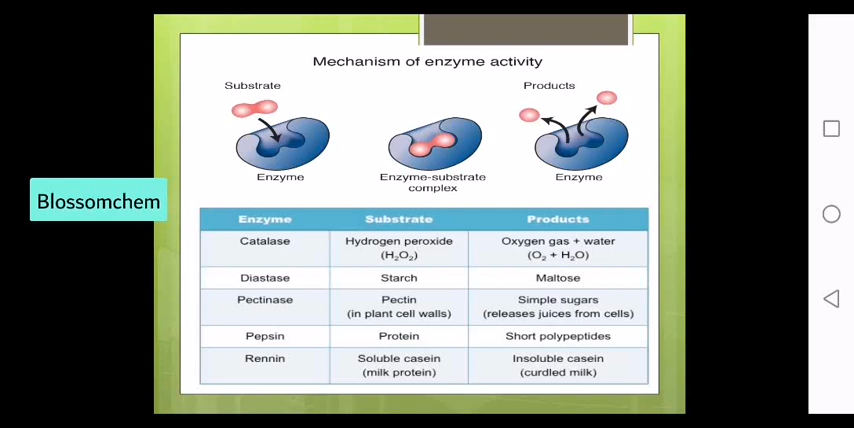 Mechanism of enzyme activity
Substrate
Products
Enzyme
Enzyme-substrate
complex
Enzyme
Blossomchem
Enzyme Substrate Products
Catalase Hydrogen peroxide Oxygen gas + water
(H₂O₂) (O₂ + H₂O)
Diastase Starch Maltose
Pectinase Pectin Simple sugars
(in plant cell walls) (releases juices from cells)
Pepsin Protein Short polypeptides
Rennin Soluble casein Insoluble casein
(milk protein) (curdled milk)